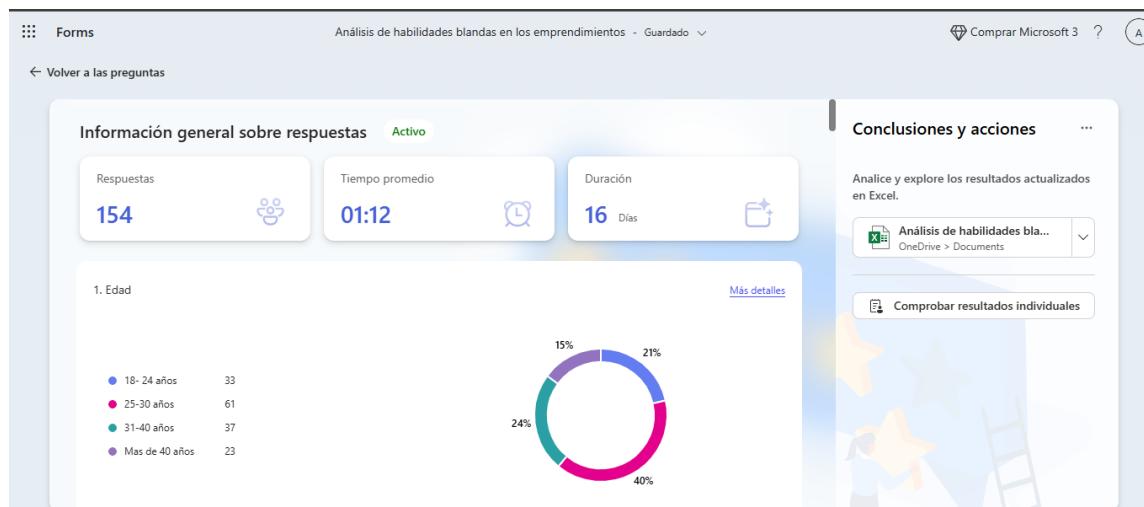 Forms
Análisis de habilidades blandas en los emprendimientos - Guardado
Comprar Microsoft 3 ?
A
Volver a las preguntas
Información general sobre respuestas Activo
Respuestas
154
Tiempo promedio
01:12
Duración
16 Días
1. Edad
Más detalles
18- 24 años 33
25-30 años 61
31-40 años 37
Mas de 40 años 23
15%
21%
24%
40%
Conclusiones y acciones ...
Analice y explore los resultados actualizados
en Excel.
Análisis de habilidades bla...
OneDrive > Documents
Comprobar resultados individuales